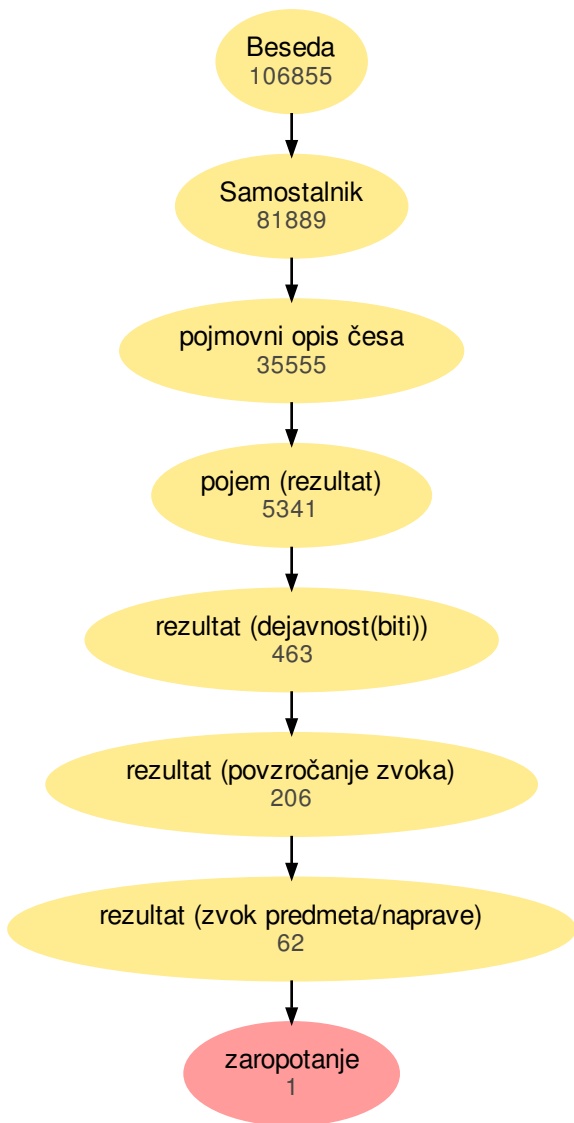 Beseda
106855
Samostalnik
81889
pojmovni opis česa
35555
pojem (rezultat)
5341
rezultat (dejavnost(biti))
463
rezultat (povzročanje zvoka)
206
rezultat (zvok predmeta/naprave)
62
zaropotanje
1